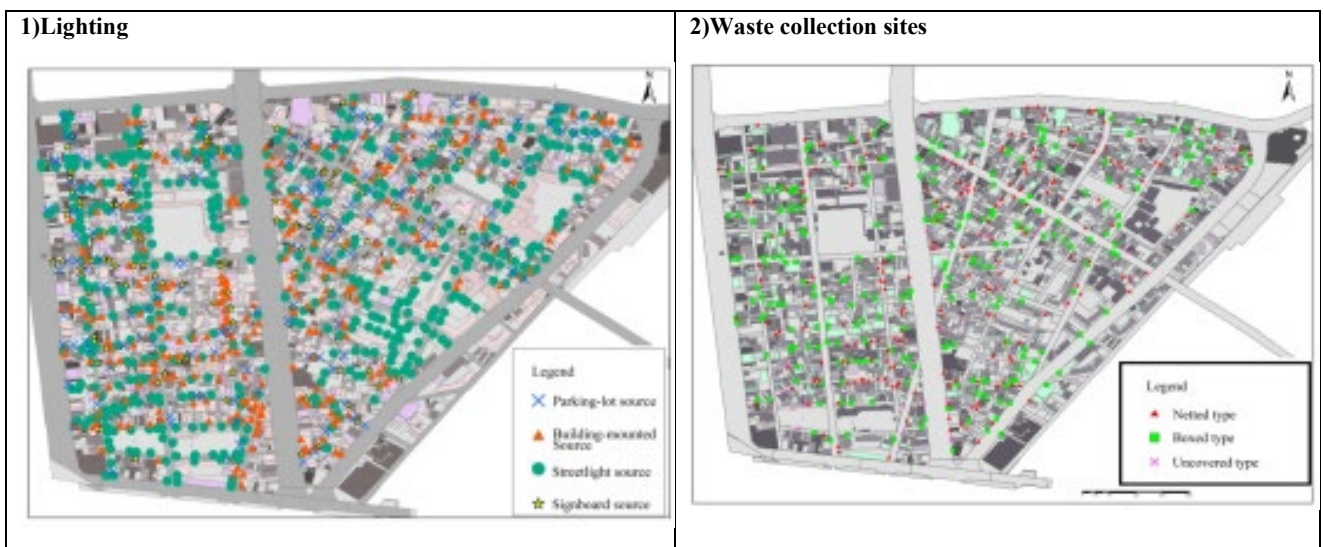 1)Lighting
N
Legend
Parking-lot source
Building-mounted
Source
Streetlight source
Signboard source
2)Waste collection sites
N
Legend
Netted type
Boxed type
Uncovered type